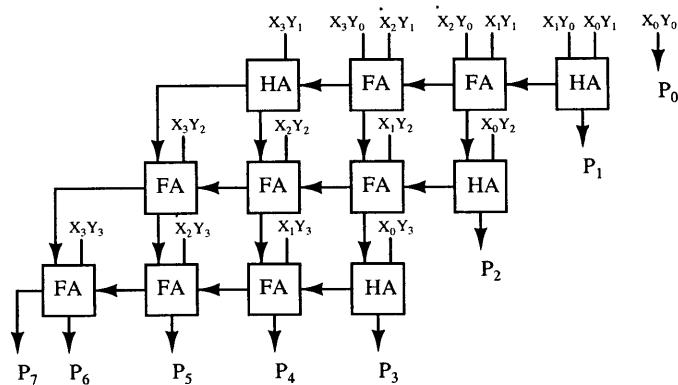 X₃Y₁ X₃Y₀ X₂Y₁ X₂Y₀ X₁Y₁ X₁Y₀ X₀Y₁ X₀Y₀
HA FA FA HA P₀
X₃Y₂ X₂Y₂ X₁Y₂ X₀Y₂ P₁
FA FA FA HA
X₃Y₃ X₂Y₃ X₁Y₃ X₀Y₃ P₂
FA FA FA HA
P₇ P₆ P₅ P₄ P₃